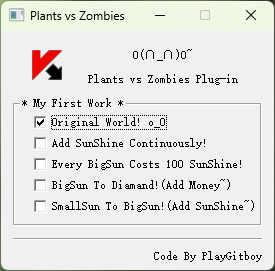 Plants vs Zombies
O(∩_∩)O~
Plants vs Zombies Plug-in
* My First Work *
Original World! o_O
Add SunShine Continuously!
Every BigSun Costs 100 SunShine!
BigSun To Diamand!(Add Money~)
SmallSun To BigSun!(Add SunShine~)
Code By PlayGitboy